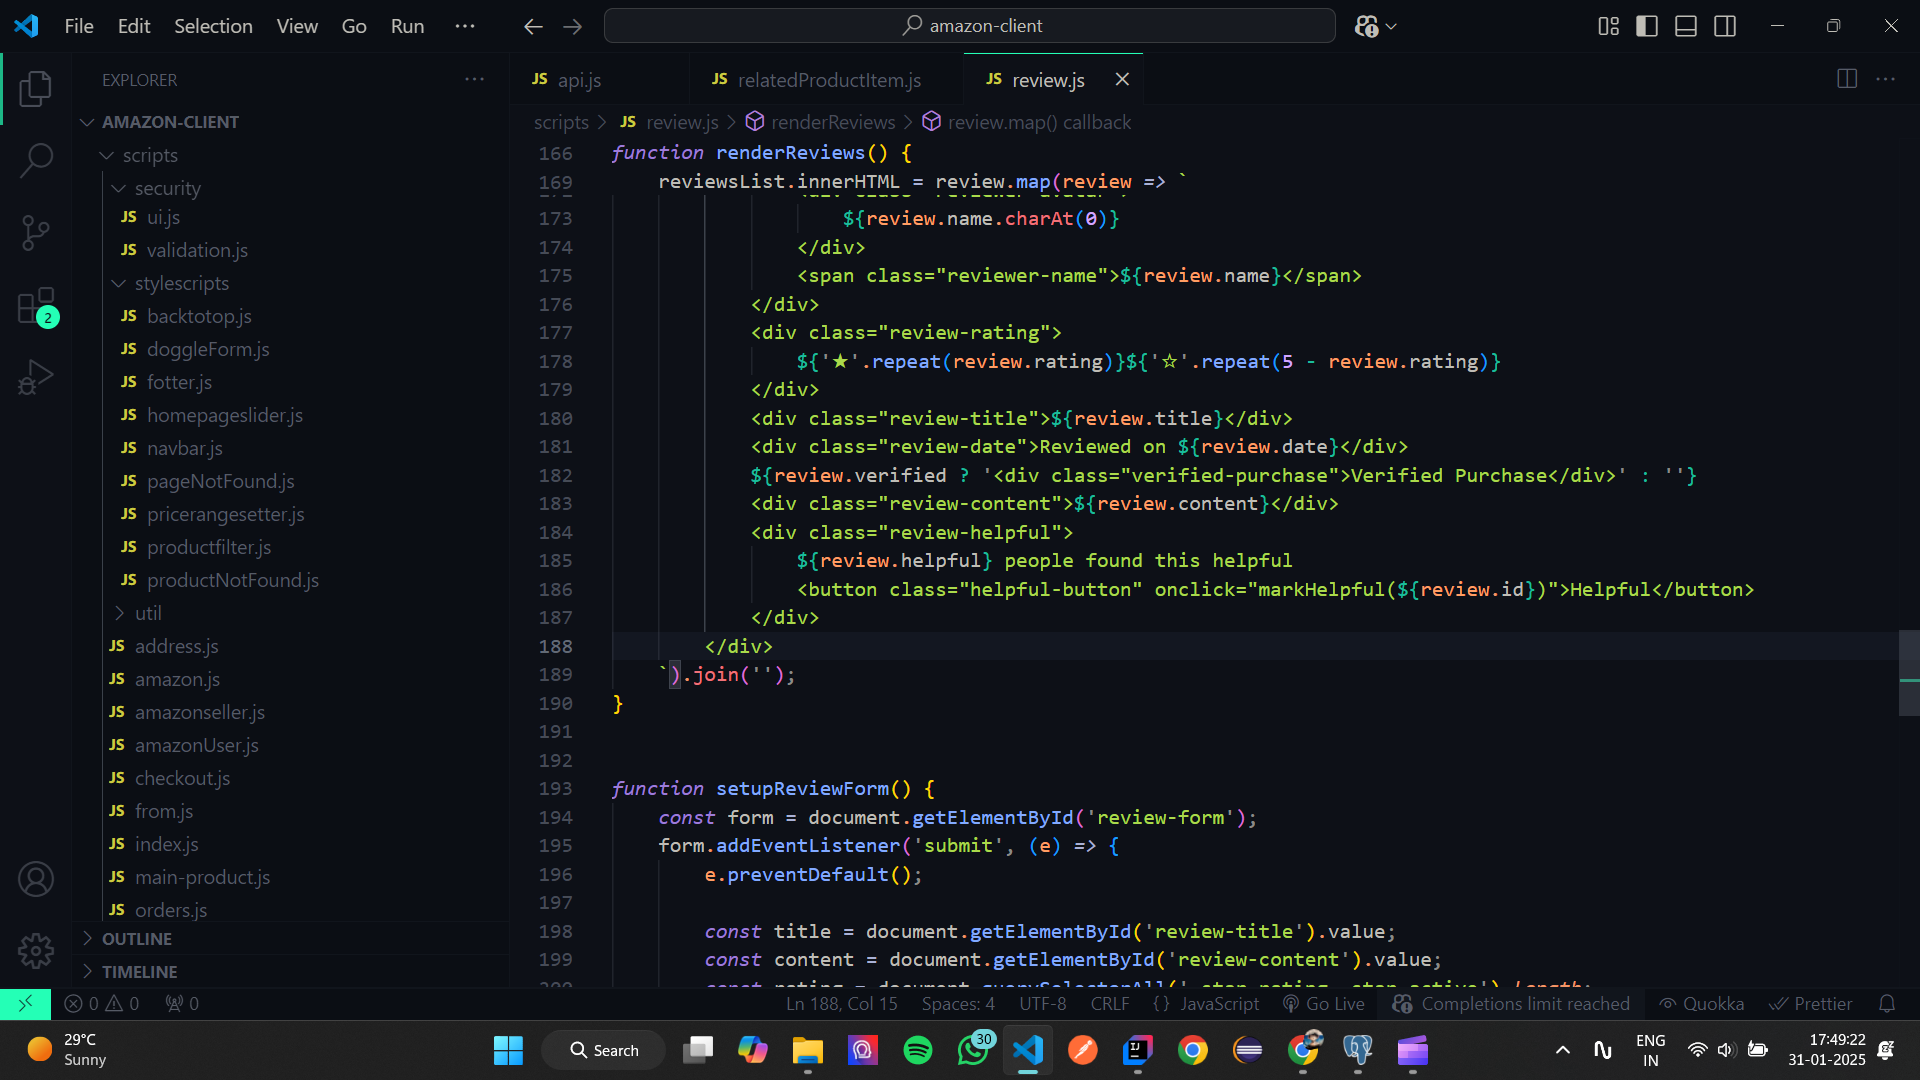 File Edit Selection View Go Run ···
amazon-client
EXPLORER
AMAZON-CLIENT
scripts
security
JS ui.js
JS validation.js
stylescripts
JS backtotop.js
JS doggleForm.js
JS fotter.js
JS homepageslider.js
JS navbar.js
JS pageNotFound.js
JS pricerangesetter.js
JS productfilter.js
JS productNotFound.js
util
JS address.js
JS amazon.js
JS amazonseller.js
JS amazonUser.js
JS checkout.js
JS from.js
JS index.js
JS main-product.js
JS orders.js
OUTLINE
TIMELINE
2
JS api.js JS relatedProductItem.js JS review.js
scripts > JS review.js > renderReviews > review.map() callback
166 function renderReviews() {
169 reviewsList.innerHTML = review.map(review => `
173 ${review.name.charAt(0)}
174 </div>
175 <span class="reviewer-name">${review.name}</span>
176 </div>
177 <div class="review-rating">
178 ${'★'.repeat(review.rating)}${'☆'.repeat(5 - review.rating)}
179 </div>
180 <div class="review-title">${review.title}</div>
181 <div class="review-date">Reviewed on ${review.date}</div>
182 ${review.verified ? '<div class="verified-purchase">Verified Purchase</div>' : ''}
183 <div class="review-content">${review.content}</div>
184 <div class="review-helpful">
185 ${review.helpful} people found this helpful
186 <button class="helpful-button" onclick="markHelpful(${review.id})">Helpful</button>
187 </div>
188 </div>
189 `).join('');
190 }
191
192
193 function setupReviewForm() {
194 const form = document.getElementById('review-form');
195 form.addEventListener('submit', (e) => {
196 e.preventDefault();
197
198 const title = document.getElementById('review-title').value;
199 const content = document.getElementById('review-content').value;
0 0 0 Ln 188, Col 15 Spaces: 4 UTF-8 CRLF {} JavaScript Go Live Completions limit reached Quokka Prettier
29°C
Sunny
Search
30
ENG
IN
17:49:22
31-01-2025